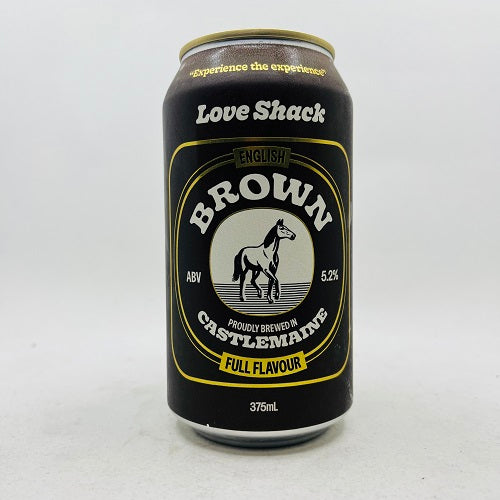 "Experience the experience"
Love Shack
ENGLISH
BROWN
ABV
5.2%
PROUDLY BREWED IN
CASTLEMAINE
FULL FLAVOUR
375mL